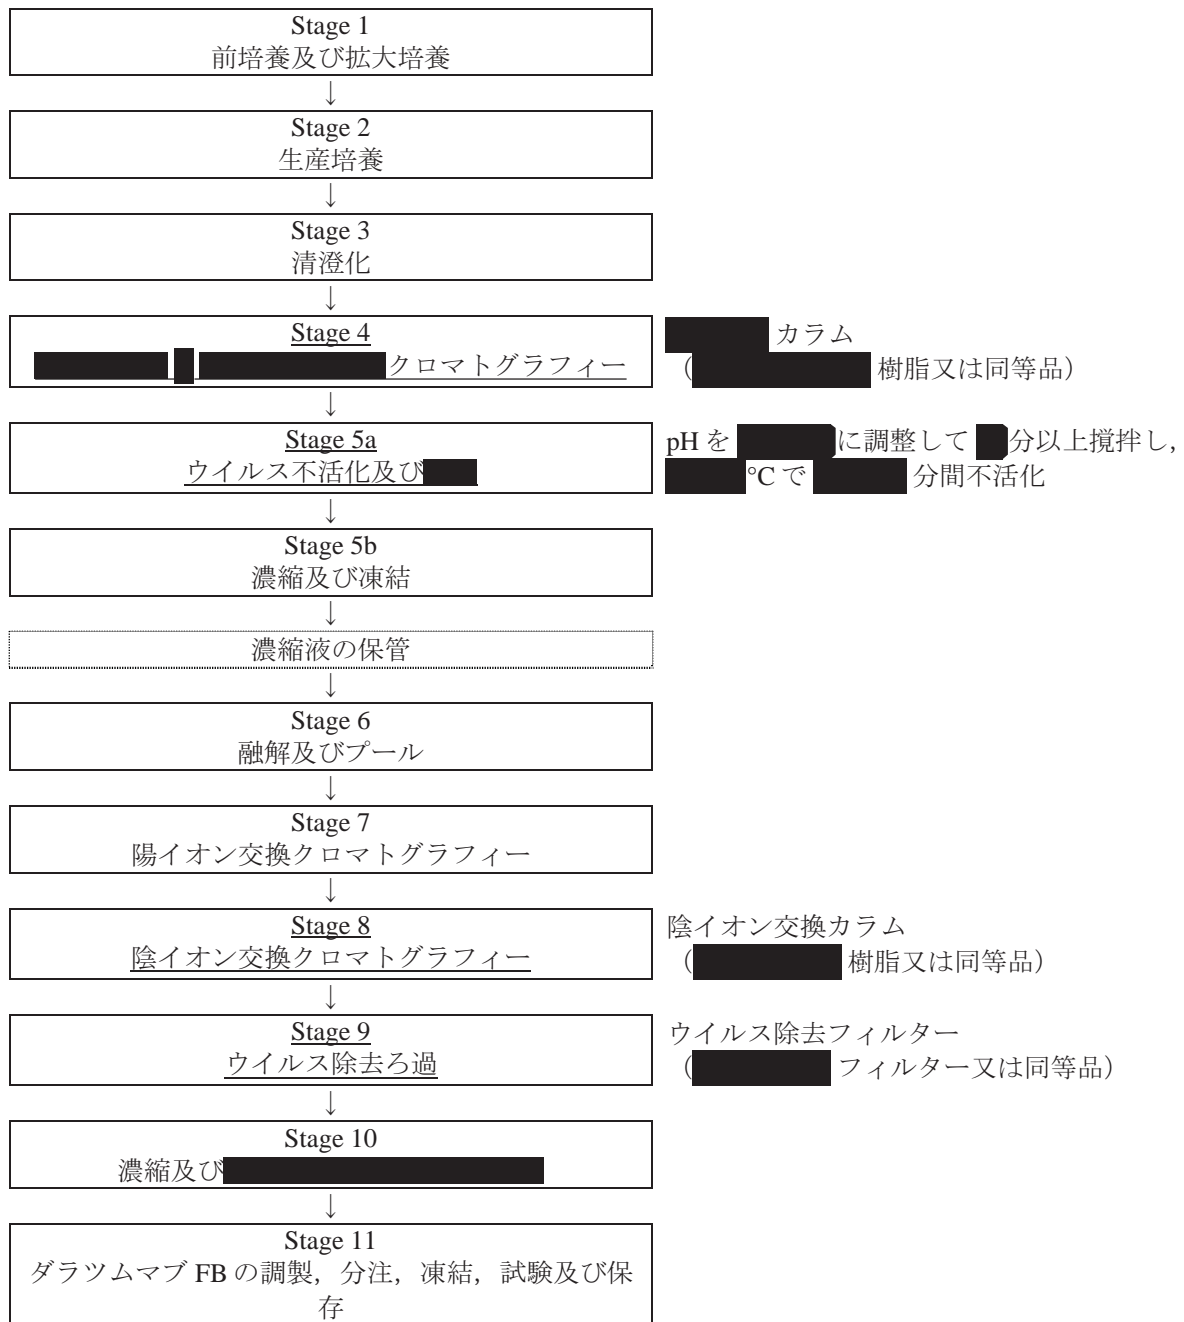 Stage 1
前培養及び拡大培養
↓
Stage 2
生産培養
↓
Stage 3
清澄化
↓
Stage 4
クロマトグラフィー
カラム
（ 樹脂又は同等品）
↓
Stage 5a
ウイルス不活化及び
pH を に調整して 分以上撹拌し，
°C で 分間不活化
↓
Stage 5b
濃縮及び凍結
↓
濃縮液の保管
↓
Stage 6
融解及びプール
↓
Stage 7
陽イオン交換クロマトグラフィー
↓
Stage 8
陰イオン交換クロマトグラフィー
陰イオン交換カラム
（ 樹脂又は同等品）
↓
Stage 9
ウイルス除去ろ過
ウイルス除去フィルター
（ フィルター又は同等品）
↓
Stage 10
濃縮及び
↓
Stage 11
ダラツムマブ FB の調製，分注，凍結，試験及び保
存